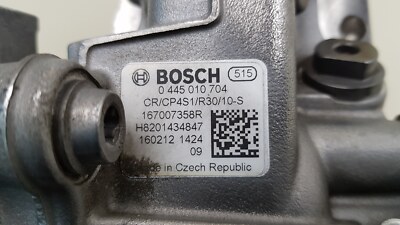 BOSCH 515
0 445 010 704
CR/CP4S1/R30/10-S
167007358R
H8201434847
160212 1424
09
in Czech Republic